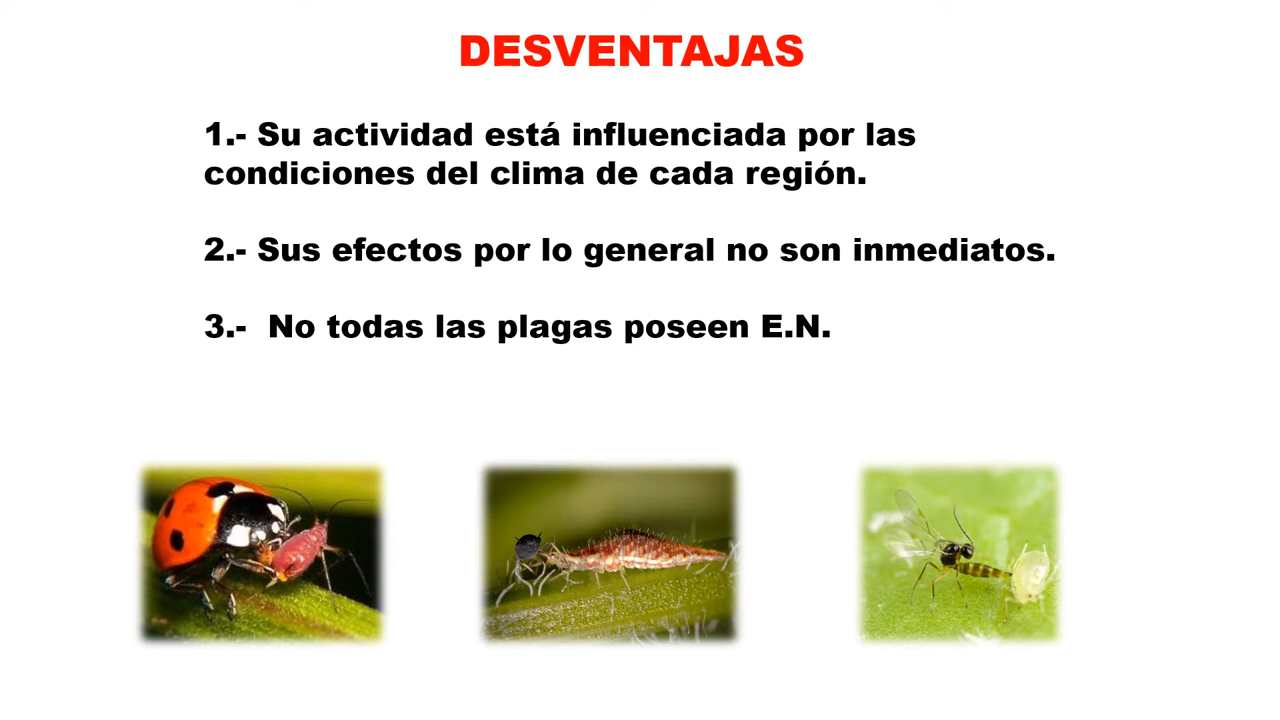 DESVENTAJAS
1.- Su actividad está influenciada por las
condiciones del clima de cada región.
2.- Sus efectos por lo general no son inmediatos.
3.-  No todas las plagas poseen E.N.